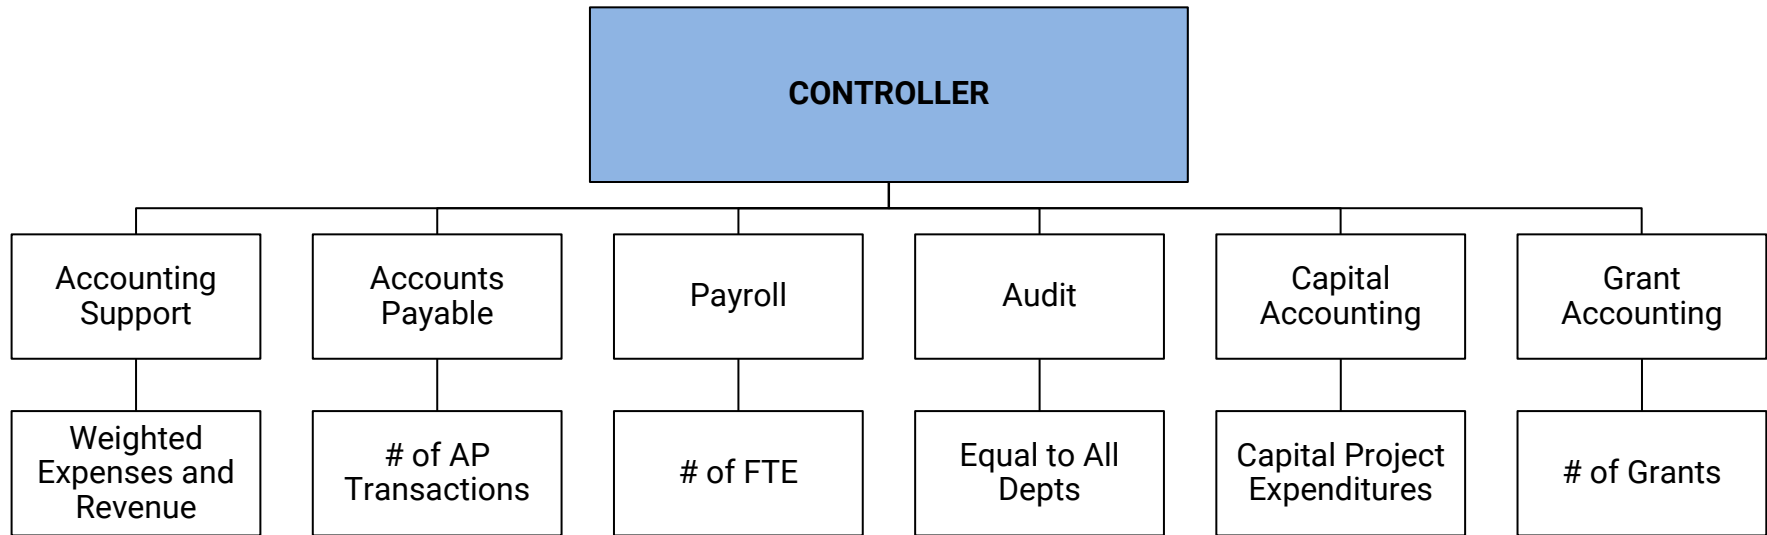 CONTROLLER
Accounting
Support
Accounts
Payable
Payroll
Audit
Capital
Accounting
Grant
Accounting
Weighted
Expenses and
Revenue
# of AP
Transactions
# of FTE
Equal to All
Depts
Capital Project
Expenditures
# of Grants